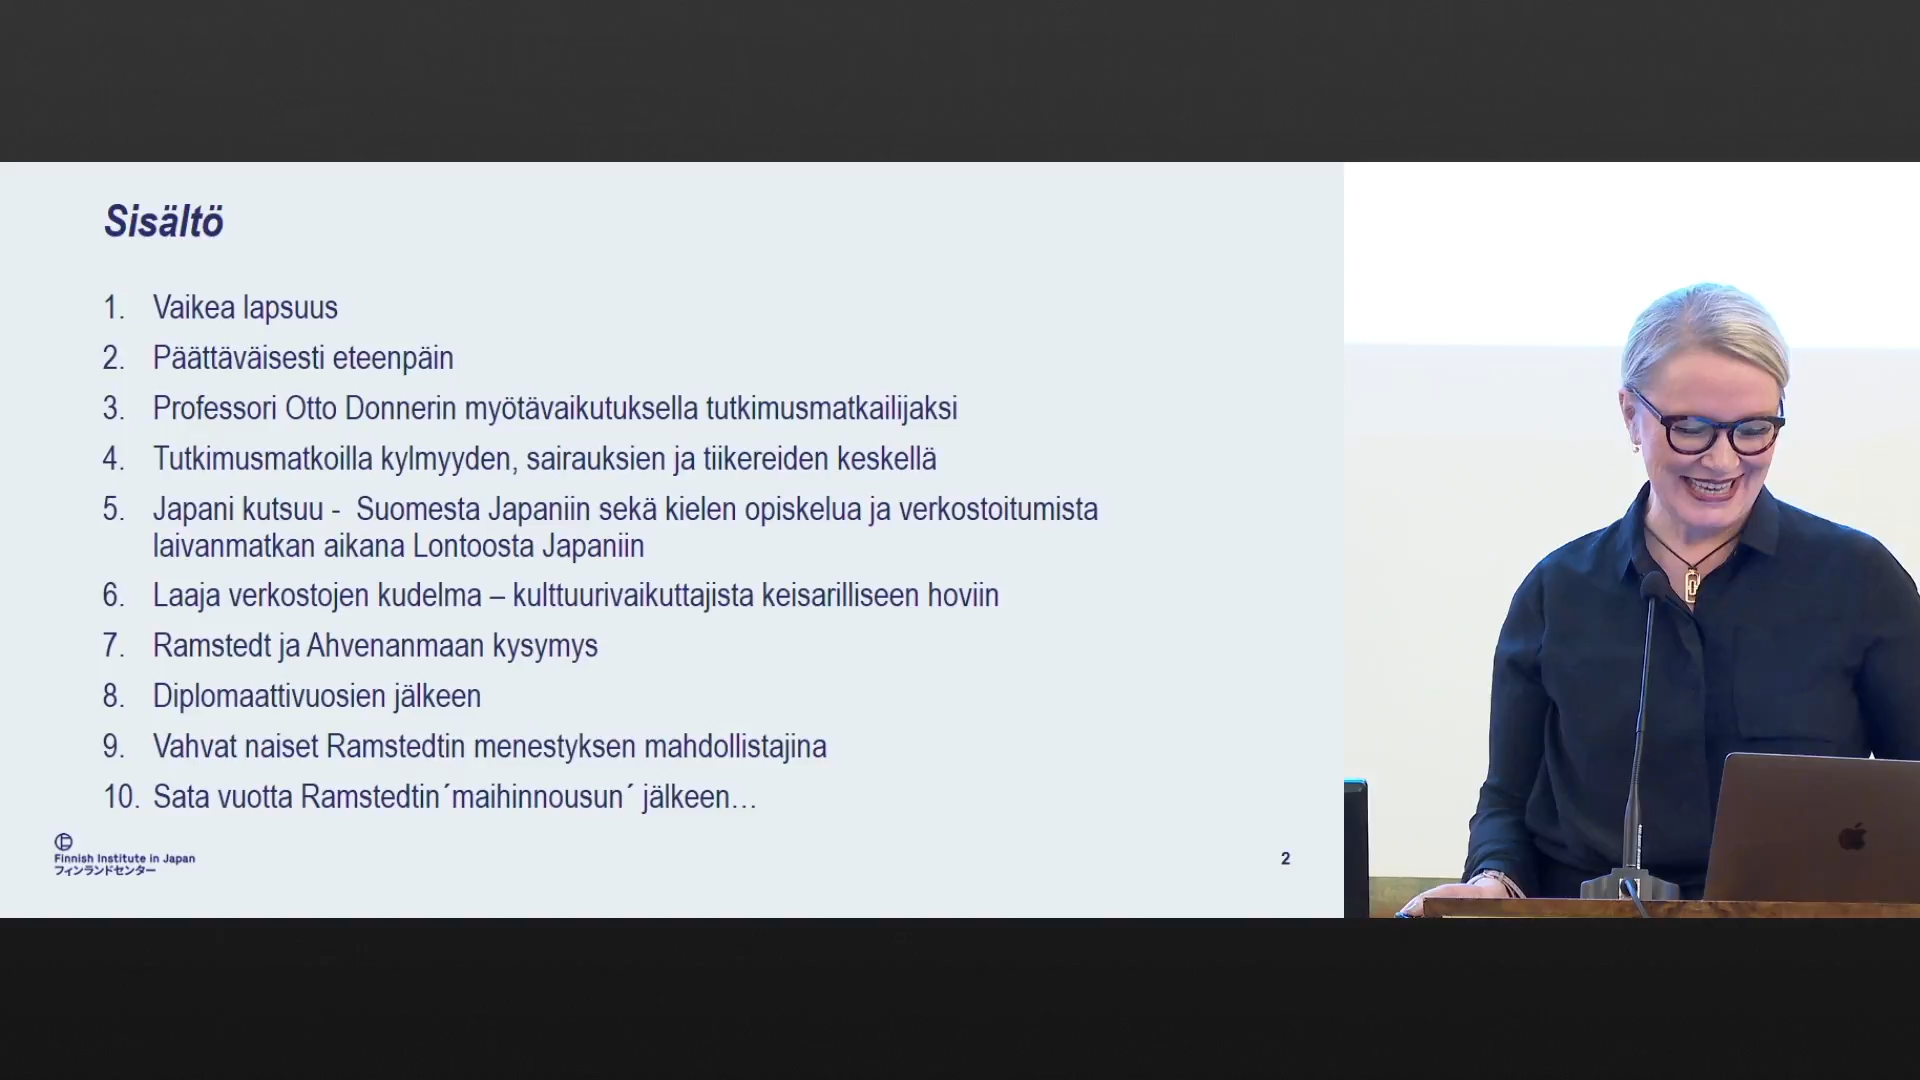 Sisältö
1. Vaikea lapsuus
2. Päättäväisesti eteenpäin
3. Professori Otto Donnerin myötävaikutuksella tutkimusmatkailijaksi
4. Tutkimusmatkoilla kylmyyden, sairauksien ja tiikereiden keskellä
5. Japani kutsuu - Suomesta Japaniin sekä kielen opiskelua ja verkostoitumista
laivanmatkan aikana Lontoosta Japaniin
6. Laaja verkostojen kudelma – kulttuurivaikuttajista keisarilliseen hoviin
7. Ramstedt ja Ahvenanmaan kysymys
8. Diplomaattivuosien jälkeen
9. Vahvat naiset Ramstedtin menestyksen mahdollistajina
10. Sata vuotta Ramstedtin´maihinnousun´ jälkeen…
Finnish Institute in Japan
フィンランドセンター
2